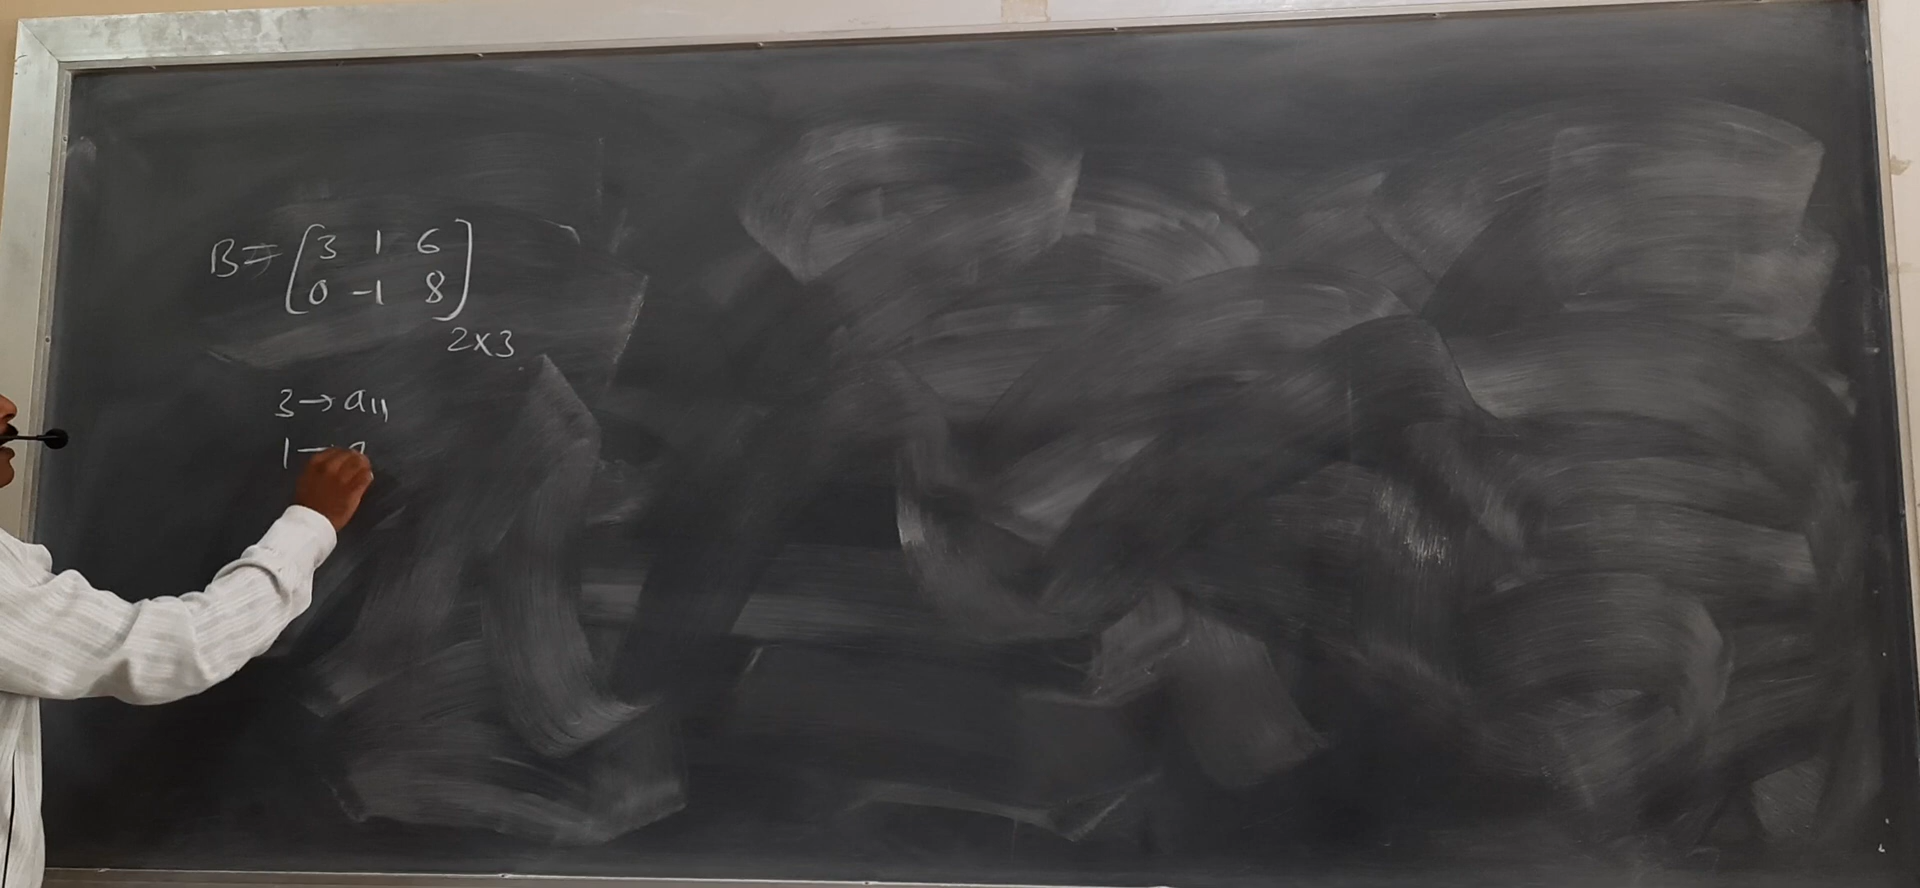 B = [3 1 6
0 -1 8]
2x3
3 → a11
1 → a